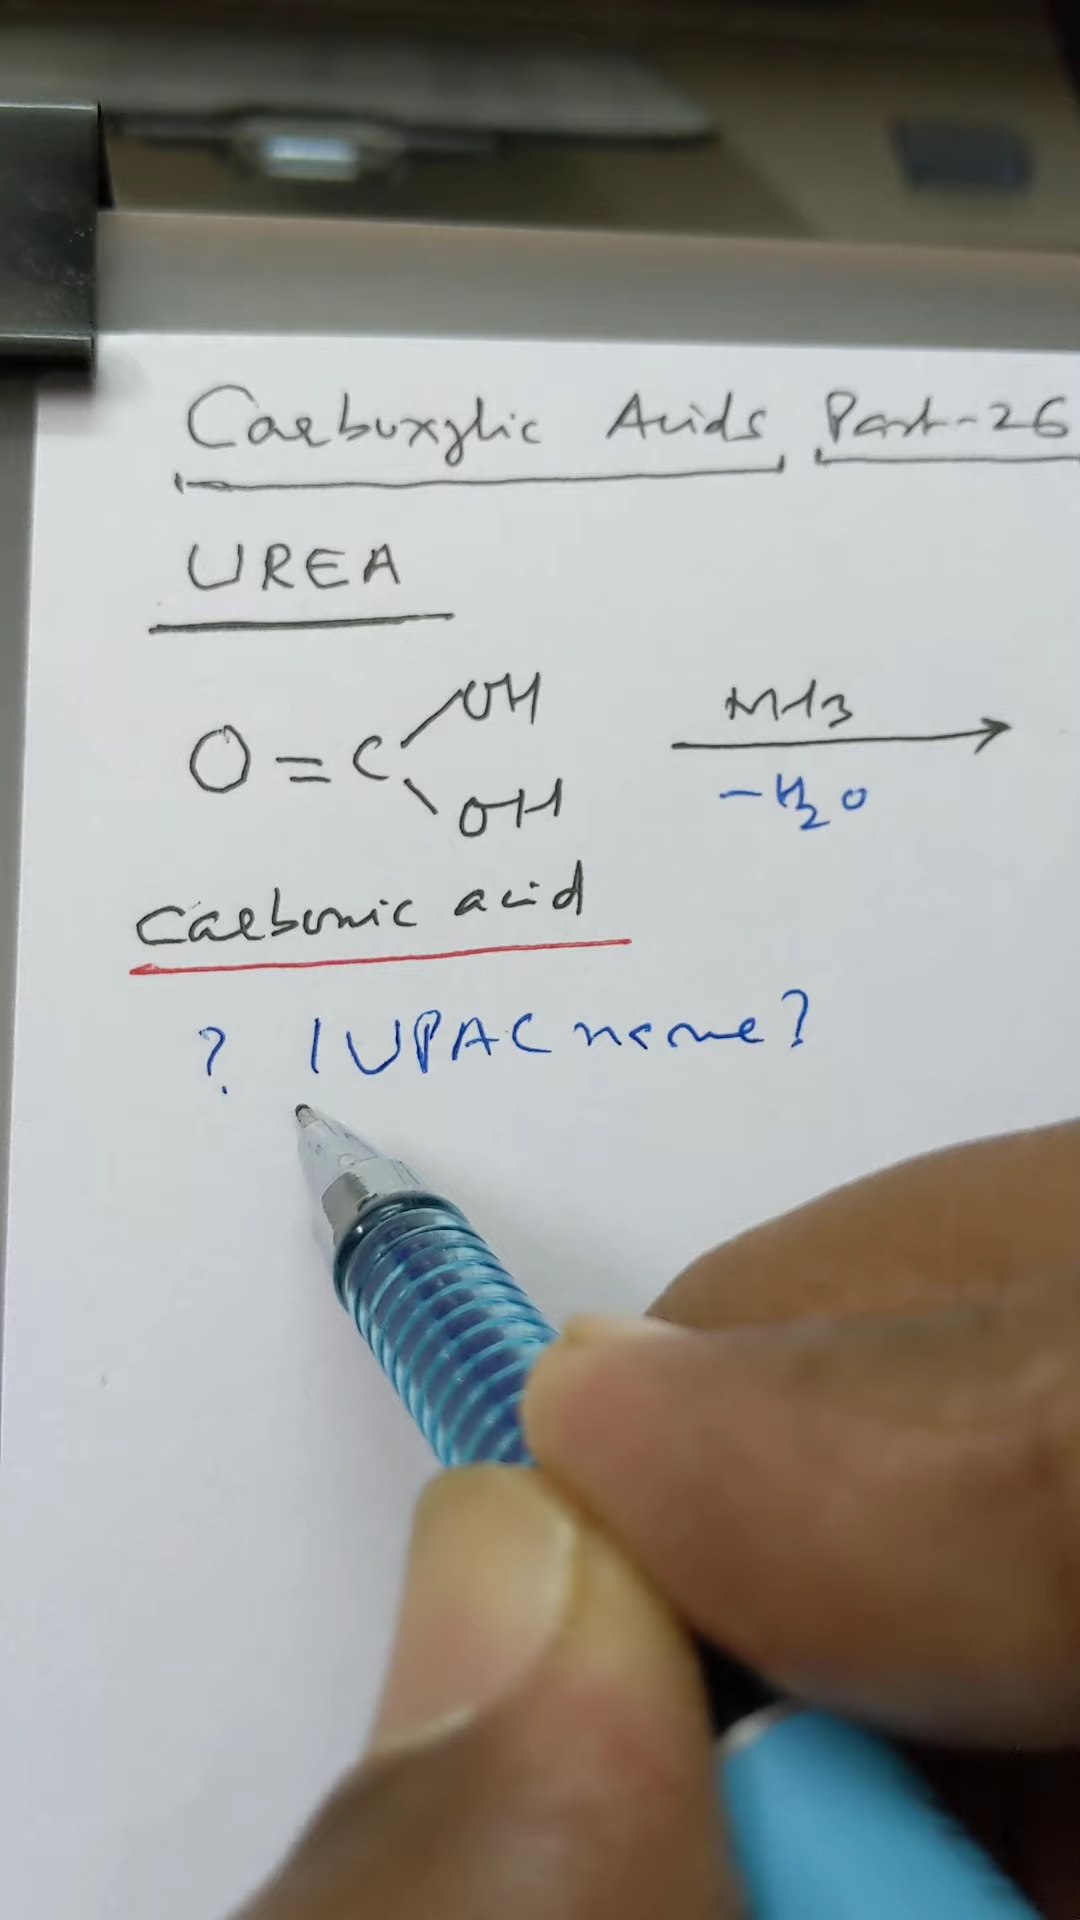 Carboxylic Acids Part-26
UREA
O=C
OH
OH
NH3
-H2O
Carbonic acid
? IUPAC name?